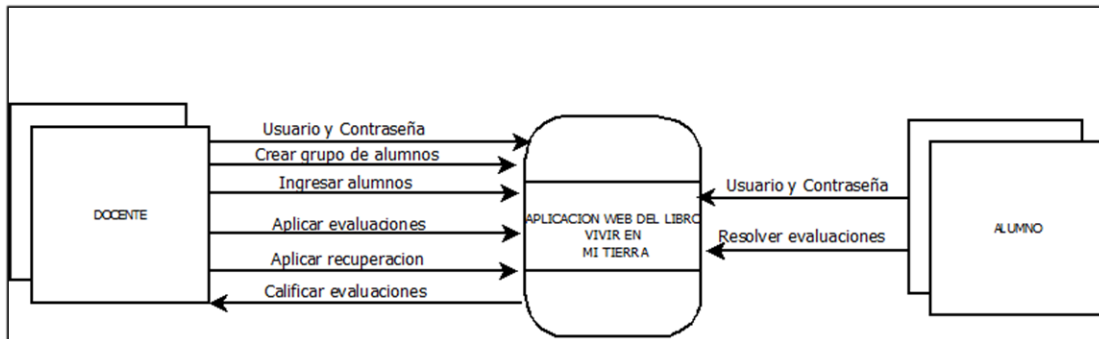 Usuario y Contraseña
Crear grupo de alumnos
Ingresar alumnos
Aplicar evaluaciones
Aplicar recuperacion
Calificar evaluaciones
DOCENTE
APLICACION WEB DEL LIBRO
VIVIR EN
MI TIERRA
Usuario y Contraseña
Resolver evaluaciones
ALUMNO